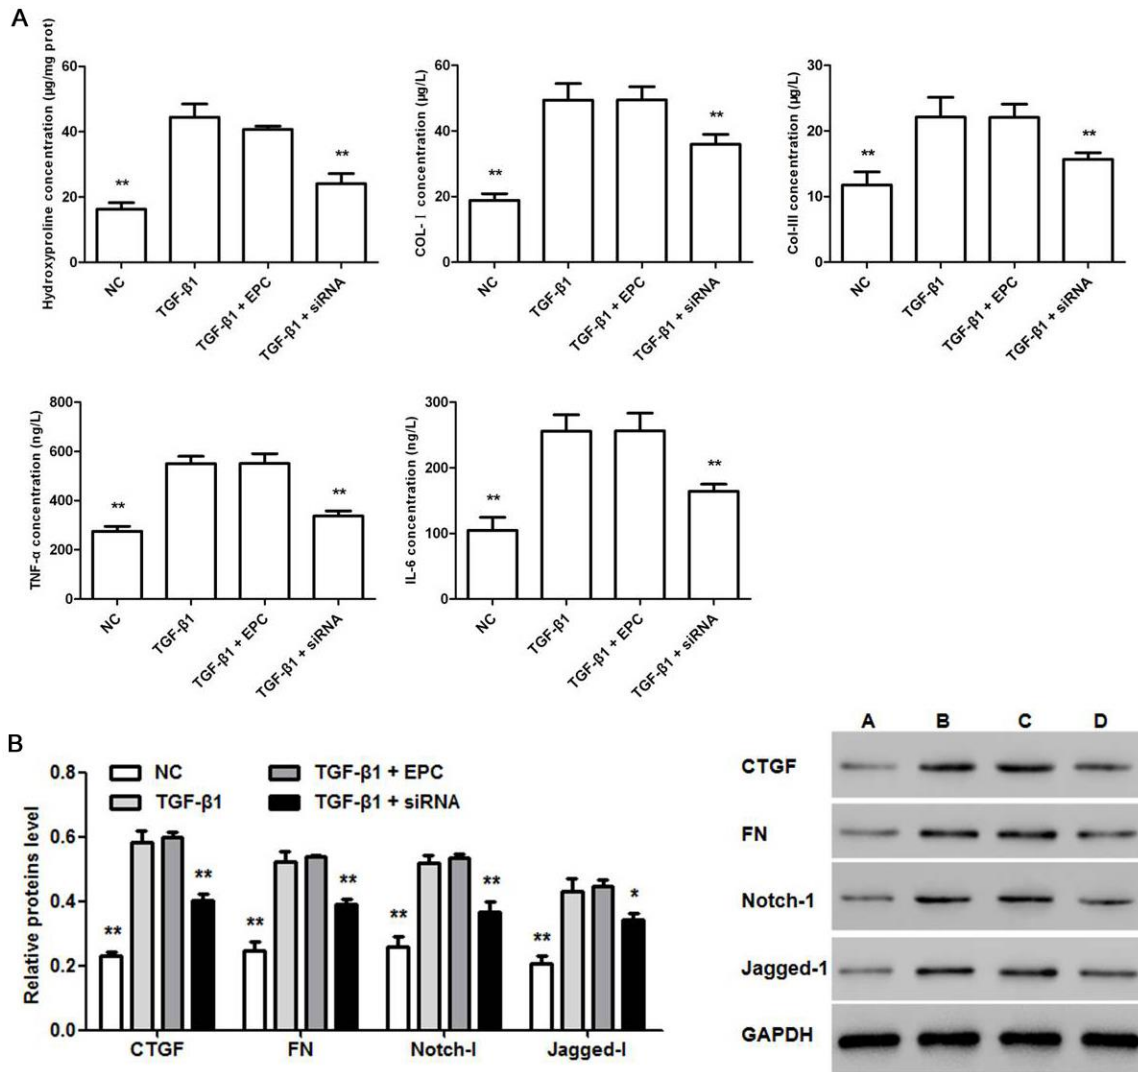 A
Hydroxyproline concentration (μg/mg prot)
60
40
20
0
**
**
NC
TGF-β1
TGF-β1 + EPC
TGF-β1 + siRNA
COL-Ⅰ concentration (μg/L)
60
40
20
0
**
**
NC
TGF-β1
TGF-β1 + EPC
TGF-β1 + siRNA
Col-III concentration (μg/L)
30
20
10
0
**
**
NC
TGF-β1
TGF-β1 + EPC
TGF-β1 + siRNA
TNF-α concentration (ng/L)
800
600
400
200
0
**
**
NC
TGF-β1
TGF-β1 + EPC
TGF-β1 + siRNA
IL-6 concentration (ng/L)
300
200
100
0
**
**
NC
TGF-β1
TGF-β1 + EPC
TGF-β1 + siRNA
B
Relative proteins level
0.8
0.6
0.4
0.2
0.0
NC
TGF-β1
TGF-β1 + EPC
TGF-β1 + siRNA
**
**
**
**
**
**
**
*
CTGF
FN
Notch-I
Jagged-I
A B C D
CTGF
FN
Notch-1
Jagged-1
GAPDH